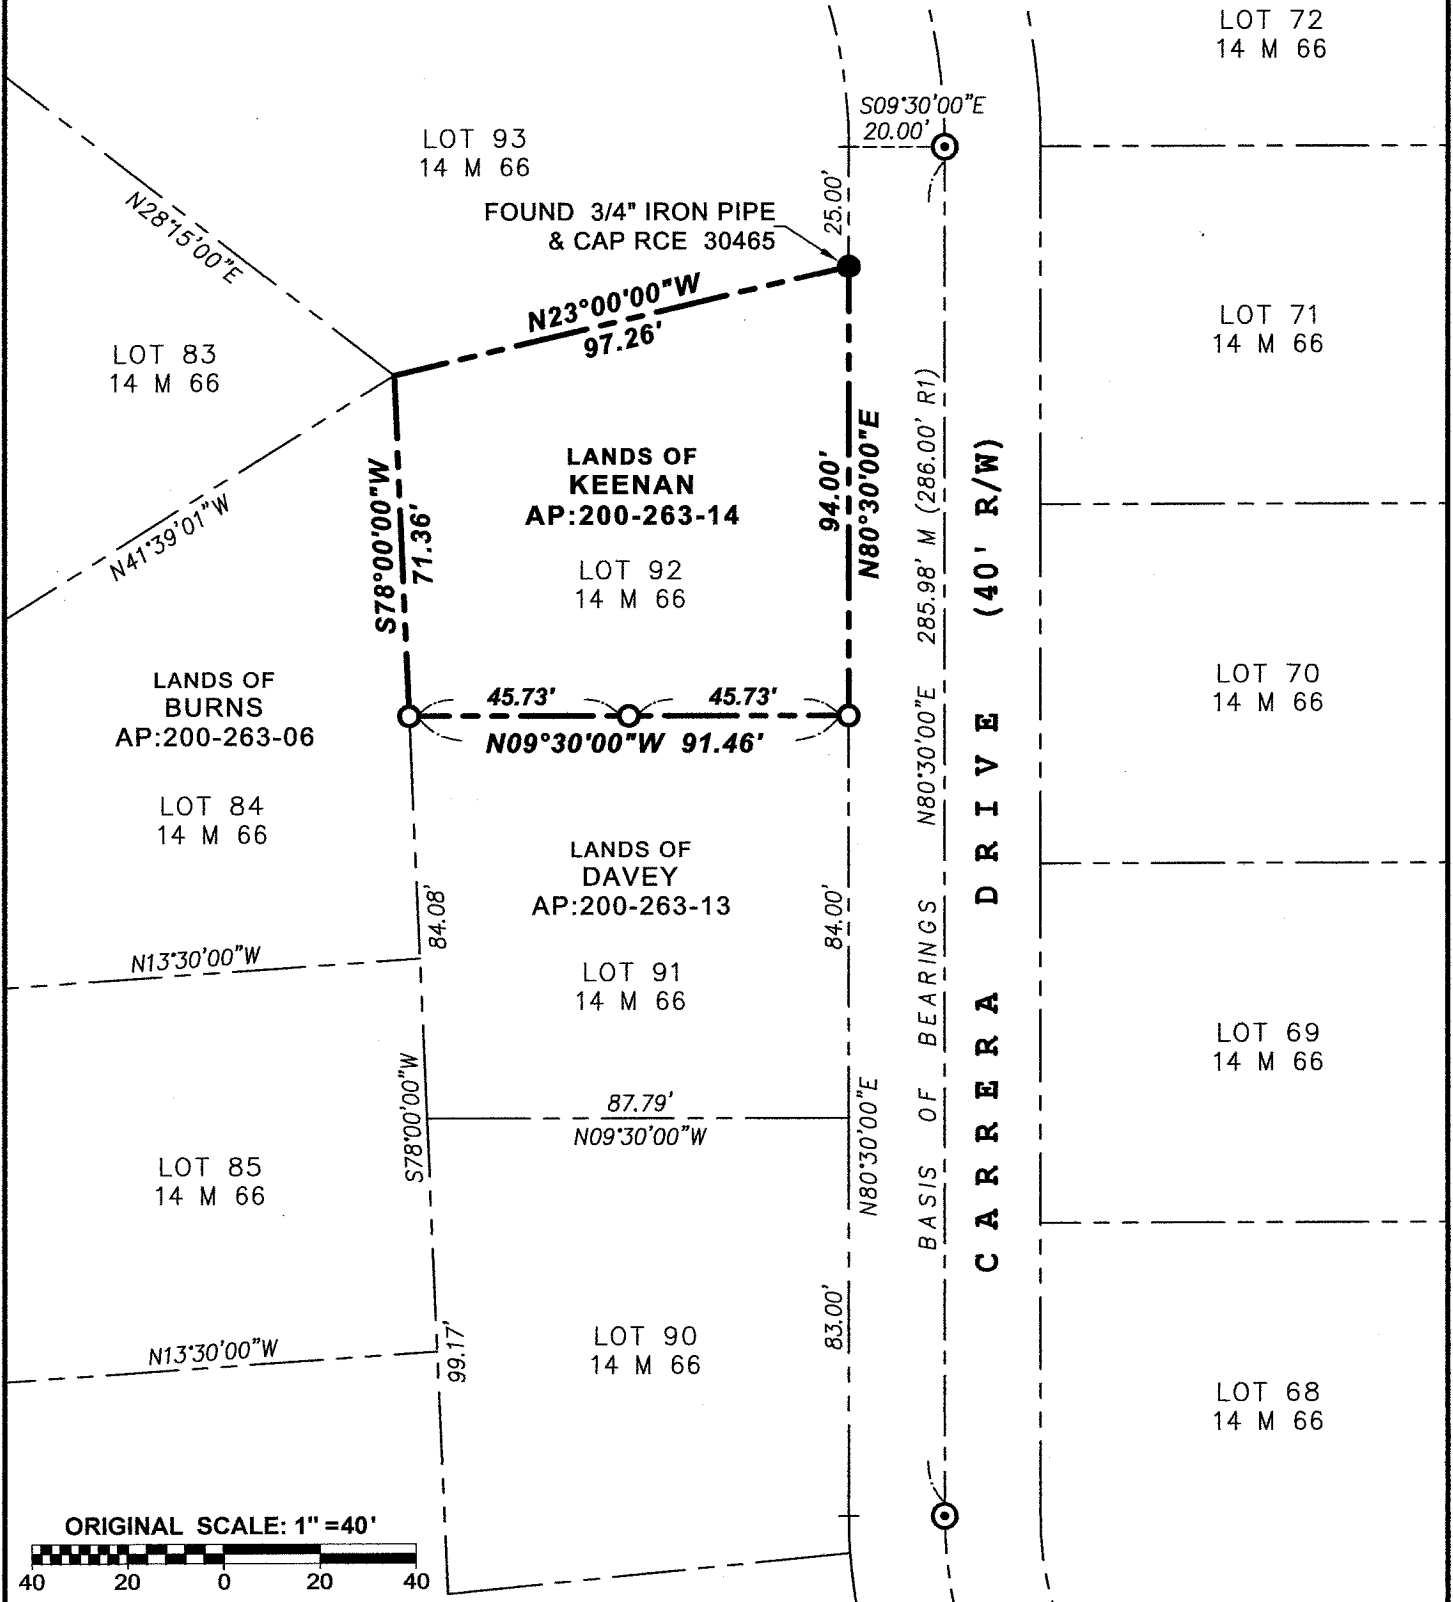 LOT 72
14 M 66
S09°30'00"E
20.00'
LOT 93
14 M 66
25.00'
N28°15'00"E
FOUND 3/4" IRON PIPE
& CAP RCE 30465
N23°00'00"W
97.26'
LOT 71
14 M 66
LOT 83
14 M 66
N41°39'01"W
S78°00'00"W
71.36'
LANDS OF
KEENAN
AP:200-263-14
LOT 92
14 M 66
94.00'
N80°30'00"E
BASIS OF BEARINGS N80°30'00"E 285.98' M (286.00' R1)
CARRERA DRIVE (40' R/W)
LOT 70
14 M 66
LANDS OF
BURNS
AP:200-263-06
LOT 84
14 M 66
45.73'
45.73'
N09°30'00"W 91.46'
LANDS OF
DAVEY
AP:200-263-13
LOT 91
14 M 66
84.08'
84.00'
N13°30'00"W
LOT 69
14 M 66
S78°00'00"W
87.79'
N09°30'00"W
N80°30'00"E
LOT 85
14 M 66
N13°30'00"W
99.17'
LOT 90
14 M 66
83.00'
LOT 68
14 M 66
ORIGINAL SCALE: 1"=40'
40 20 0 20 40